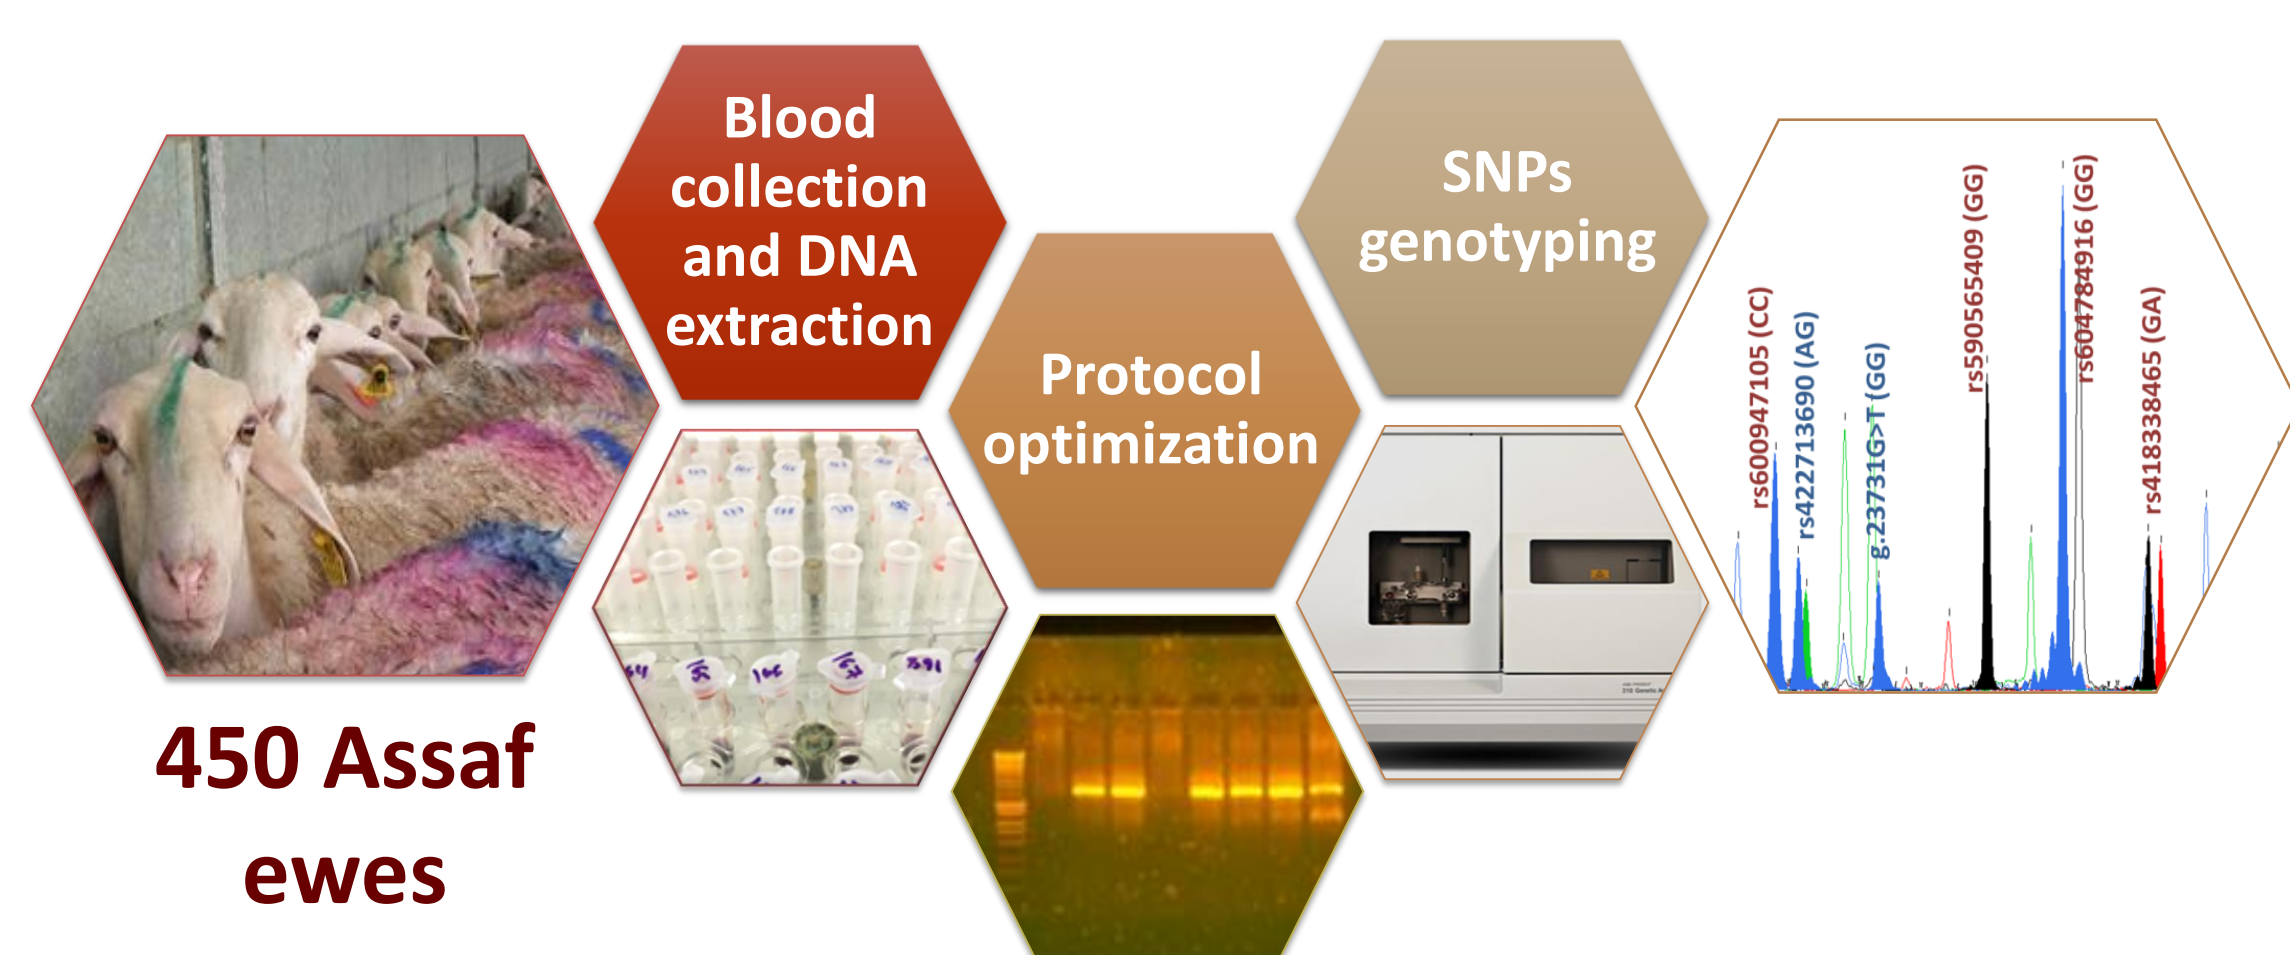 450 Assaf
ewes
Blood
collection
and DNA
extraction
Protocol
optimization
SNPs
genotyping
rs600947105 (CC)
rs422713690 (AG)
g.23731G>T (GG)
rs590565409 (GG)
rs604784916 (GG)
rs418338465 (GA)